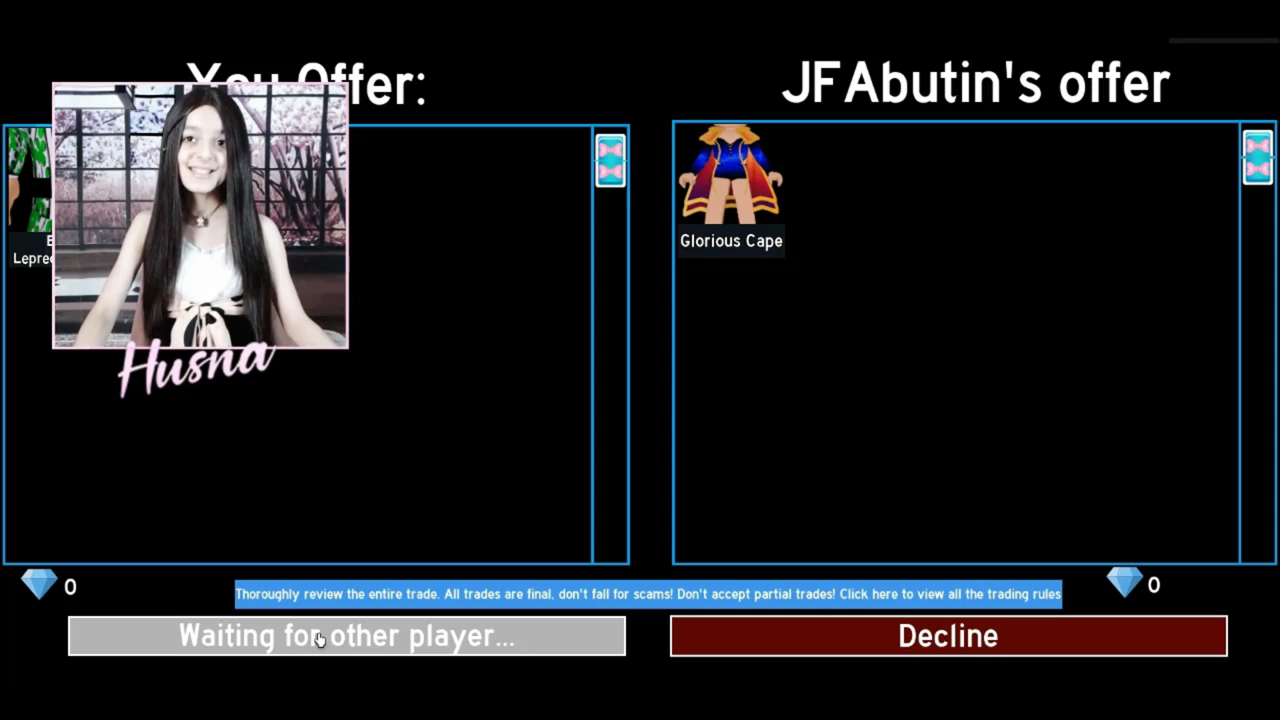 You Offer:
JFAbutin's offer
Glorious Cape
Husna
0
0
Thoroughly review the entire trade. All trades are final, don't fall for scams! Don't accept partial trades! Click here to view all the trading rules
Waiting for other player...
Decline